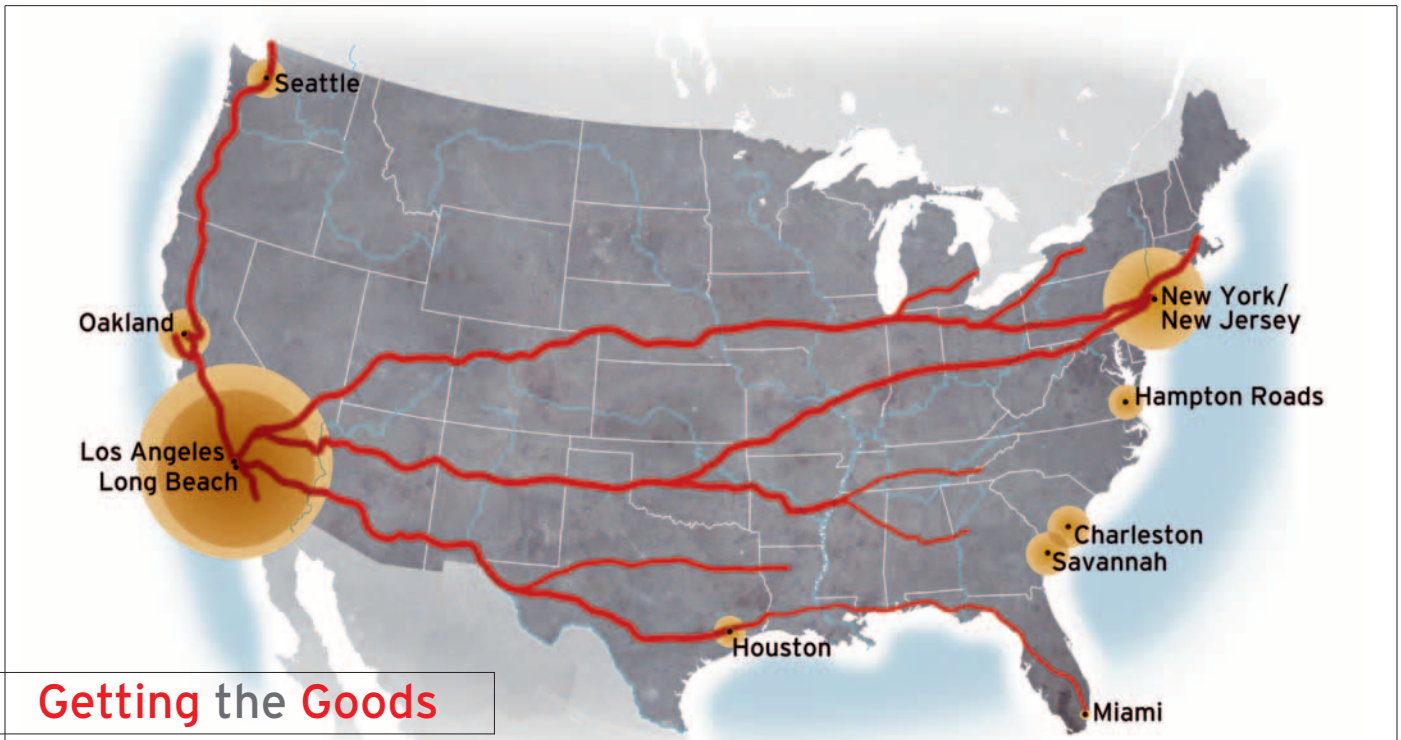 Seattle
Oakland
New York/
New Jersey
Hampton Roads
Los Angeles
Long Beach
Charleston
Savannah
Houston
Miami
Getting the Goods